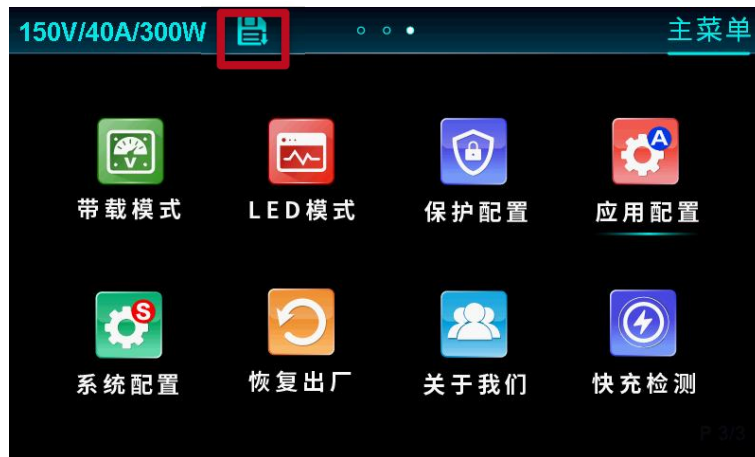 150V/40A/300W 主菜单
带载模式 LED模式 保护配置 应用配置
系统配置 恢复出厂 关于我们 快充检测
P 3/3